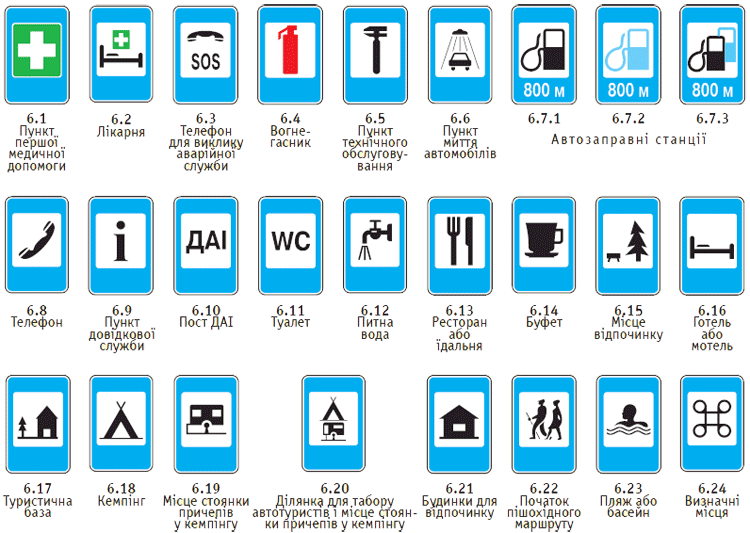 SOS
800 м 800 м 800 м
6.1 6.2 6.3 6.4 6.5 6.6 6.7.1 6.7.2 6.7.3
Пункт Лікарня Телефон Вогне- Пункт Пункт Автозаправні станції
першої для виклику гасник технічного миття
медичної аварійної обслугову- автомобілів
допомоги служби вання
ДАІ WC
6.8 6.9 6.10 6.11 6.12 6.13 6.14 6.15 6.16
Телефон Пункт Пост ДАІ Туалет Питна Ресторан Буфет Місце Готель
довідкової вода або відпочинку або
служби їдальня мотель
6.17 6.18 6.19 6.20 6.21 6.22 6.23 6.24
Туристична Кемпінг Місце стоянки Ділянка для табору Будинки для Початок Пляж або Визначні
база причепів автотуристів і місце стоян- відпочинку пішохідного басейн місця
у кемпінгу ки причепів у кемпінгу маршруту